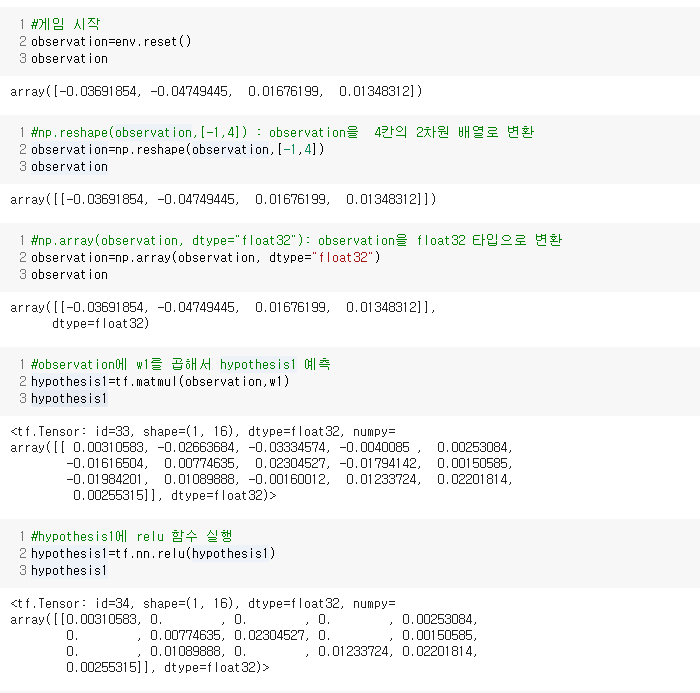 1 #게임 시작
2 observation=env.reset()
3 observation
array([-0.03691854, -0.04749445,  0.01676199,  0.01348312])
1 #np.reshape(observation,[-1,4]) : observation을  4칸의 2차원 배열로 변환
2 observation=np.reshape(observation,[-1,4])
3 observation
array([[-0.03691854, -0.04749445,  0.01676199,  0.01348312]])
1 #np.array(observation, dtype="float32"): observation을 float32 타입으로 변환
2 observation=np.array(observation, dtype="float32")
3 observation
array([[-0.03691854, -0.04749445,  0.01676199,  0.01348312]],
      dtype=float32)
1 #observation에 w1를 곱해서 hypothesis1 예측
2 hypothesis1=tf.matmul(observation,w1)
3 hypothesis1
<tf.Tensor: id=33, shape=(1, 16), dtype=float32, numpy=
array([[ 0.00310583, -0.02663684, -0.03334574, -0.0040085 ,  0.00253084,
        -0.01616504,  0.00774635,  0.02304527, -0.01794142,  0.00150585,
        -0.01984201,  0.01089888, -0.00160012,  0.01233724,  0.02201814,
         0.00255315]], dtype=float32)>
1 #hypothesis1에 relu 함수 실행
2 hypothesis1=tf.nn.relu(hypothesis1)
3 hypothesis1
<tf.Tensor: id=34, shape=(1, 16), dtype=float32, numpy=
array([[0.00310583, 0.        , 0.        , 0.        , 0.00253084,
        0.        , 0.00774635, 0.02304527, 0.        , 0.00150585,
        0.        , 0.01089888, 0.        , 0.01233724, 0.02201814,
        0.00255315]], dtype=float32)>